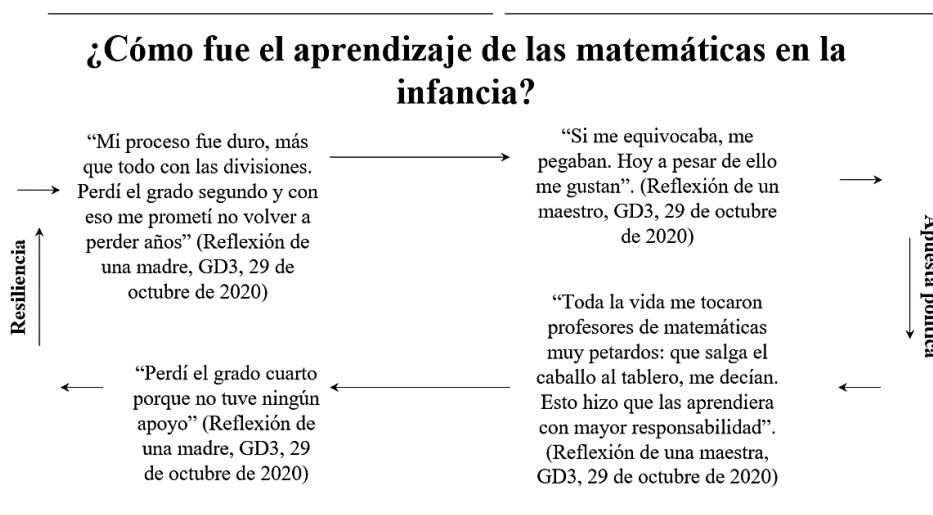 ¿Cómo fue el aprendizaje de las matemáticas en la
infancia?
“Mi proceso fue duro, más
que todo con las divisiones.
Perdí el grado segundo y con
eso me prometí no volver a
perder años” (Reflexión de
una madre, GD3, 29 de
octubre de 2020)
“Si me equivocaba, me
pegaban. Hoy a pesar de ello
me gustan”. (Reflexión de un
maestro, GD3, 29 de octubre
de 2020)
Resiliencia
Apuesta política
“Perdí el grado cuarto
porque no tuve ningún
apoyo” (Reflexión de
una madre, GD3, 29
de octubre de 2020)
“Toda la vida me tocaron
profesores de matemáticas
muy petardos: que salga el
caballo al tablero, me decían.
Esto hizo que las aprendiera
con mayor responsabilidad”.
(Reflexión de una maestra,
GD3, 29 de octubre de 2020)